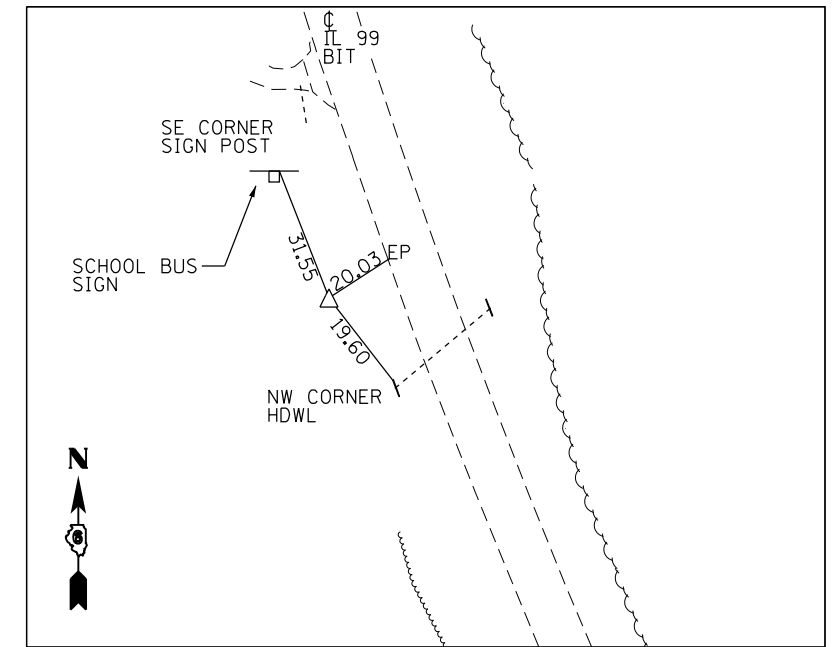 ℄
IL 99
BIT
SE CORNER
SIGN POST
SCHOOL BUS
SIGN
31.55
20.03
EP
19.60
NW CORNER
HDWL
N
6